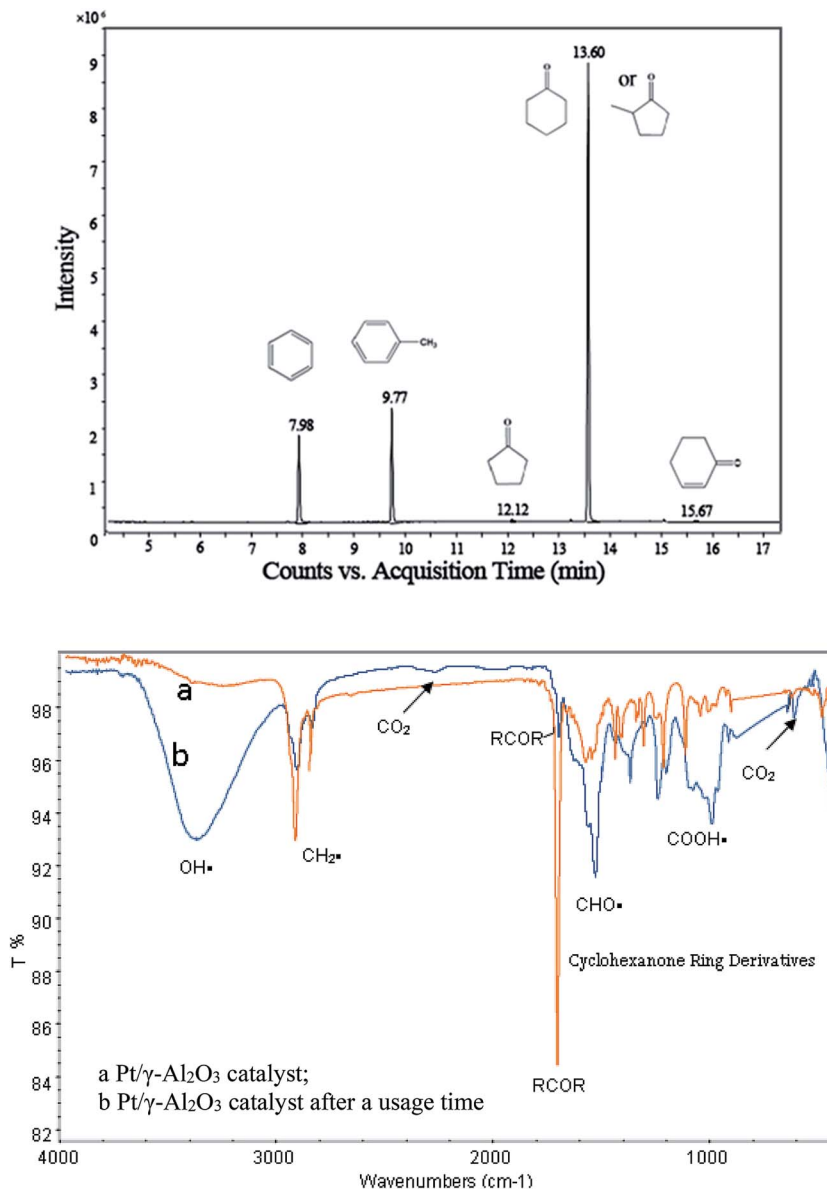 ×10⁶
9
8
7
6
5
4
3
2
1
0
Intensity
13.60
or
O
O
CH₃
7.98
9.77
O
12.12
O
15.67
5 6 7 8 9 10 11 12 13 14 15 16 17
Counts vs. Acquisition Time (min)
98
96
94
92
90
88
86
84
82
T %
a
b
CO₂
RCOR
CO₂
OH▪
CH₂▪
COOH▪
CHO▪
Cyclohexanone Ring Derivatives
RCOR
a Pt/γ-Al₂O₃ catalyst;
b Pt/γ-Al₂O₃ catalyst after a usage time
4000 3000 2000 1000
Wavenumbers (cm-1)